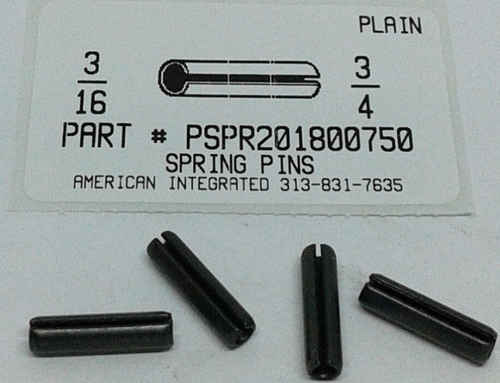 PLAIN
3/16 3/4
PART # PSPR201800750
SPRING PINS
AMERICAN INTEGRATED 313-831-7635